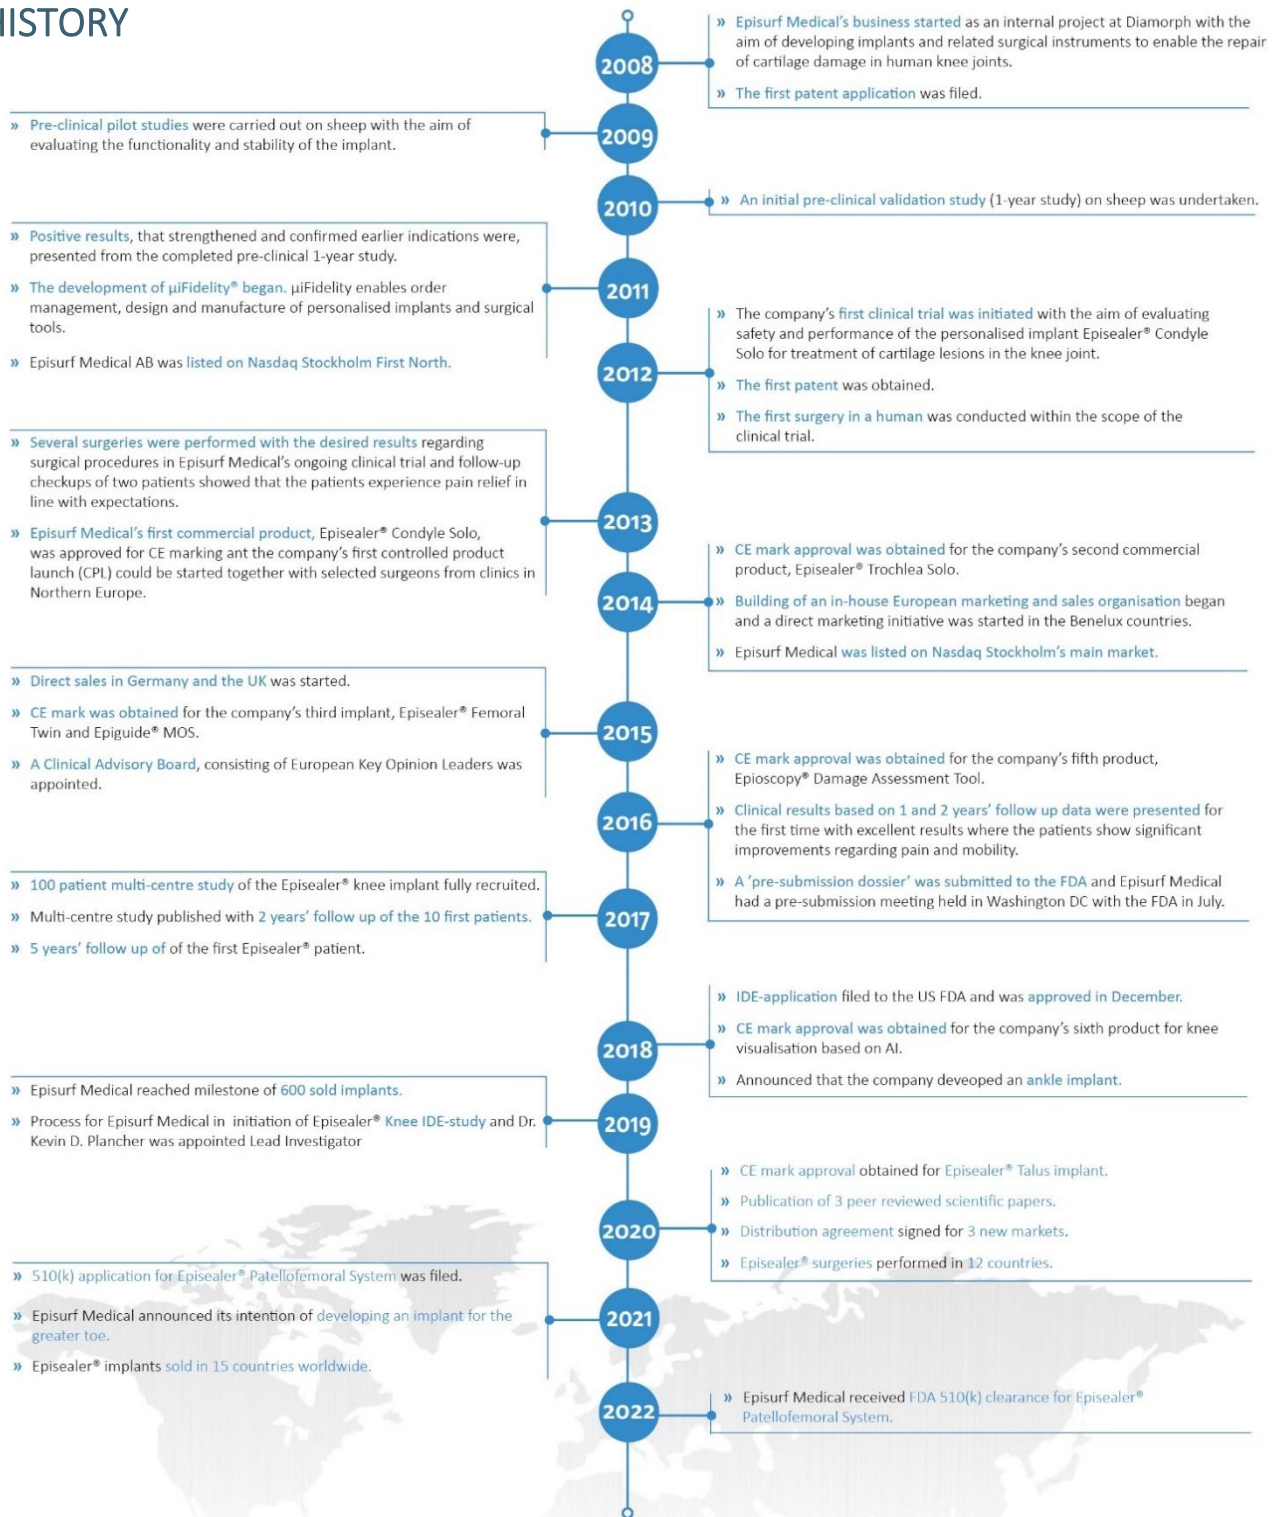 HISTORY
2008
» Episurf Medical's business started as an internal project at Diamorph with the
aim of developing implants and related surgical instruments to enable the repair
of cartilage damage in human knee joints.
» The first patent application was filed.
2009
» Pre-clinical pilot studies were carried out on sheep with the aim of
evaluating the functionality and stability of the implant.
2010
» An initial pre-clinical validation study (1-year study) on sheep was undertaken.
2011
» Positive results, that strengthened and confirmed earlier indications were,
presented from the completed pre-clinical 1-year study.
» The development of µiFidelity® began. µiFidelity enables order
management, design and manufacture of personalised implants and surgical
tools.
» Episurf Medical AB was listed on Nasdaq Stockholm First North.
2012
» The company's first clinical trial was initiated with the aim of evaluating
safety and performance of the personalised implant Episealer® Condyle
Solo for treatment of cartilage lesions in the knee joint.
» The first patent was obtained.
» The first surgery in a human was conducted within the scope of the
clinical trial.
2013
» Several surgeries were performed with the desired results regarding
surgical procedures in Episurf Medical's ongoing clinical trial and follow-up
checkups of two patients showed that the patients experience pain relief in
line with expectations.
» Episurf Medical's first commercial product, Episealer® Condyle Solo,
was approved for CE marking ant the company's first controlled product
launch (CPL) could be started together with selected surgeons from clinics in
Northern Europe.
2014
» CE mark approval was obtained for the company's second commercial
product, Episealer® Trochlea Solo.
» Building of an in-house European marketing and sales organisation began
and a direct marketing initiative was started in the Benelux countries.
» Episurf Medical was listed on Nasdaq Stockholm's main market.
2015
» Direct sales in Germany and the UK was started.
» CE mark was obtained for the company's third implant, Episealer® Femoral
Twin and Epiguide® MOS.
» A Clinical Advisory Board, consisting of European Key Opinion Leaders was
appointed.
2016
» CE mark approval was obtained for the company's fifth product,
Epioscopy® Damage Assessment Tool.
» Clinical results based on 1 and 2 years' follow up data were presented for
the first time with excellent results where the patients show significant
improvements regarding pain and mobility.
» A 'pre-submission dossier' was submitted to the FDA and Episurf Medical
had a pre-submission meeting held in Washington DC with the FDA in July.
2017
» 100 patient multi-centre study of the Episealer® knee implant fully recruited.
» Multi-centre study published with 2 years' follow up of the 10 first patients.
» 5 years' follow up of of the first Episealer® patient.
2018
» IDE-application filed to the US FDA and was approved in December.
» CE mark approval was obtained for the company's sixth product for knee
visualisation based on AI.
» Announced that the company deveoped an ankle implant.
2019
» Episurf Medical reached milestone of 600 sold implants.
» Process for Episurf Medical in initiation of Episealer® Knee IDE-study and Dr.
Kevin D. Plancher was appointed Lead Investigator
2020
» CE mark approval obtained for Episealer® Talus implant.
» Publication of 3 peer reviewed scientific papers.
» Distribution agreement signed for 3 new markets.
» Episealer® surgeries performed in 12 countries.
2021
» 510(k) application for Episealer® Patellofemoral System was filed.
» Episurf Medical announced its intention of developing an implant for the
greater toe.
» Episealer® implants sold in 15 countries worldwide.
2022
» Episurf Medical received FDA 510(k) clearance for Episealer®
Patellofemoral System.